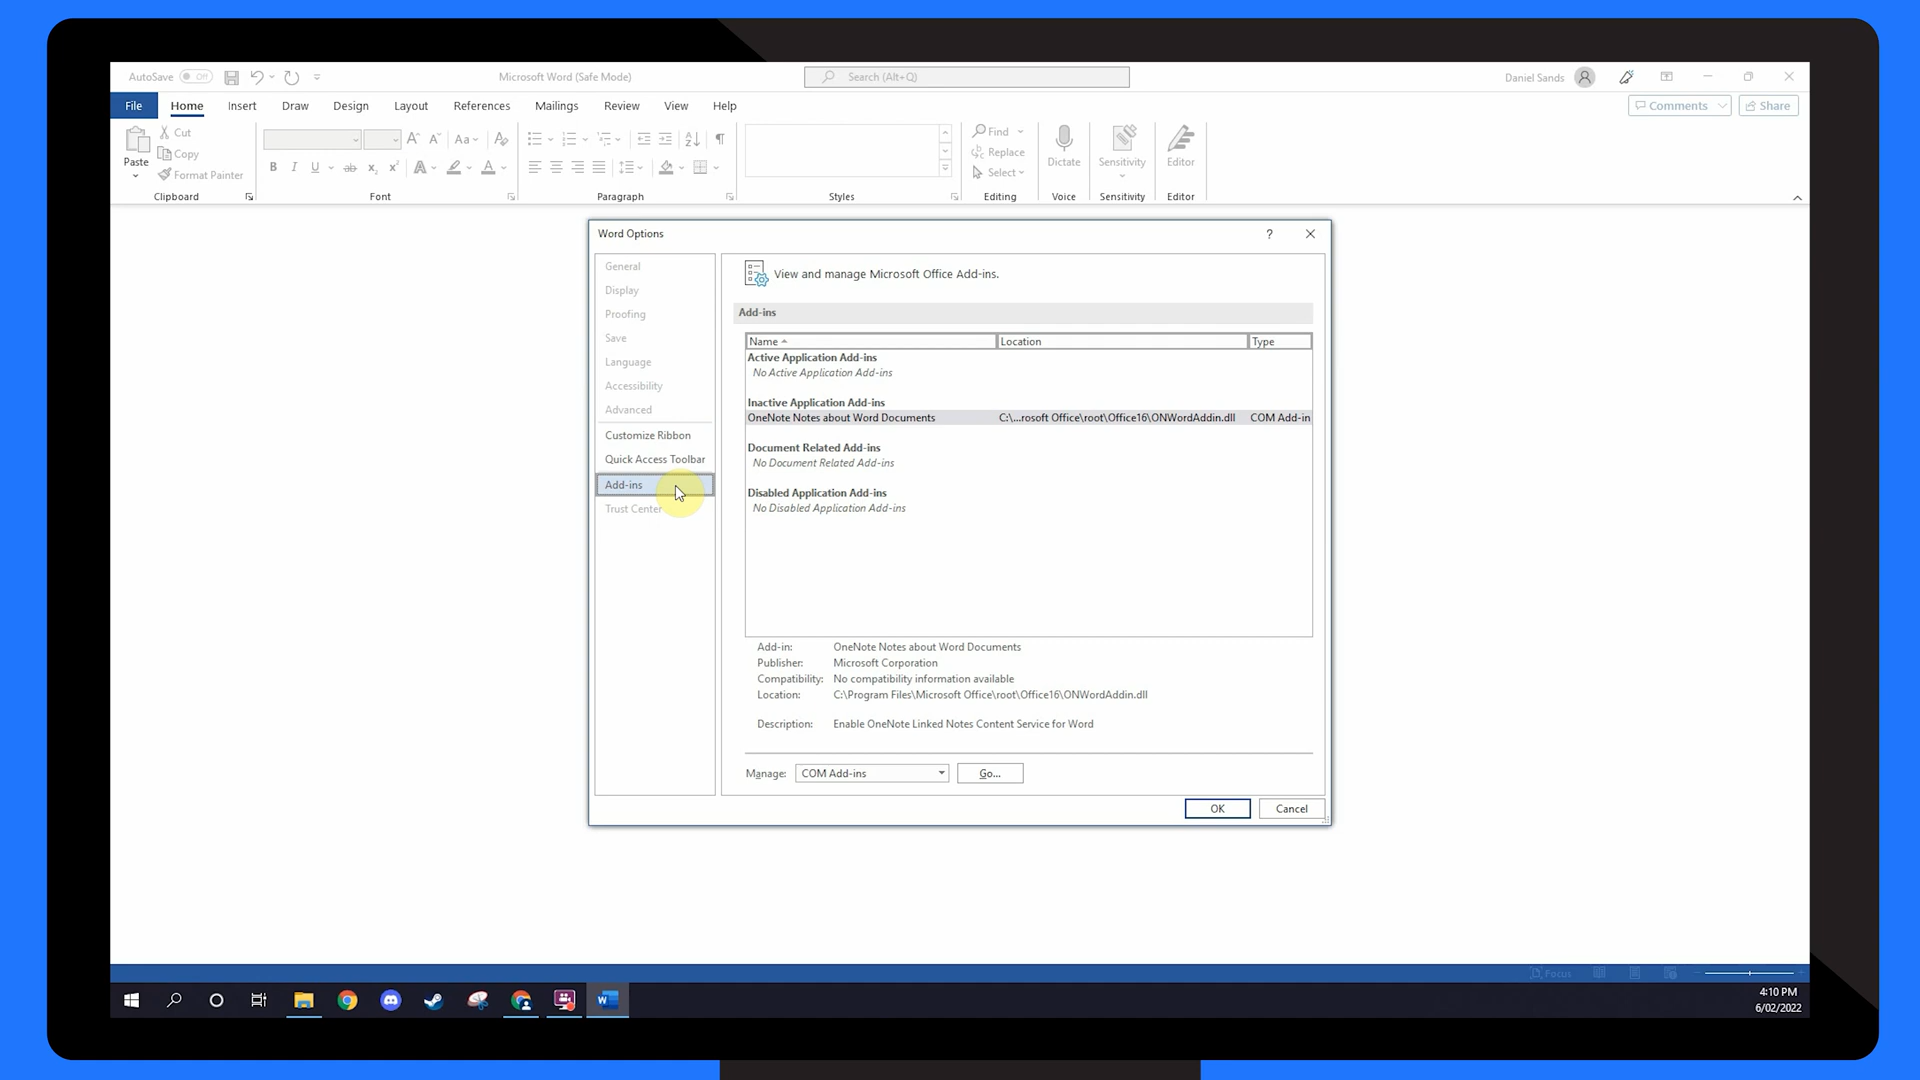 AutoSave Off
Microsoft Word (Safe Mode)
Search (Alt+Q)
Daniel Sands
File Home Insert Draw Design Layout References Mailings Review View Help
Comments Share
Paste
Cut
Copy
Format Painter
Clipboard
Aa
B I U ab x x A A
Font
Paragraph
Styles
Find
Replace
Select
Editing
Dictate
Voice
Sensitivity
Sensitivity
Editor
Editor
Word Options
?
General
Display
Proofing
Save
Language
Accessibility
Advanced
Customize Ribbon
Quick Access Toolbar
Add-ins
Trust Center
View and manage Microsoft Office Add-ins.
Add-ins
Name Location Type
Active Application Add-ins
No Active Application Add-ins
Inactive Application Add-ins
OneNote Notes about Word Documents C:\...rosoft Office\root\Office16\ONWordAddin.dll COM Add-in
Document Related Add-ins
No Document Related Add-ins
Disabled Application Add-ins
No Disabled Application Add-ins
Add-in: OneNote Notes about Word Documents
Publisher: Microsoft Corporation
Compatibility: No compatibility information available
Location: C:\Program Files\Microsoft Office\root\Office16\ONWordAddin.dll
Description: Enable OneNote Linked Notes Content Service for Word
Manage: COM Add-ins Go...
OK Cancel
Focus
4:10 PM
6/02/2022